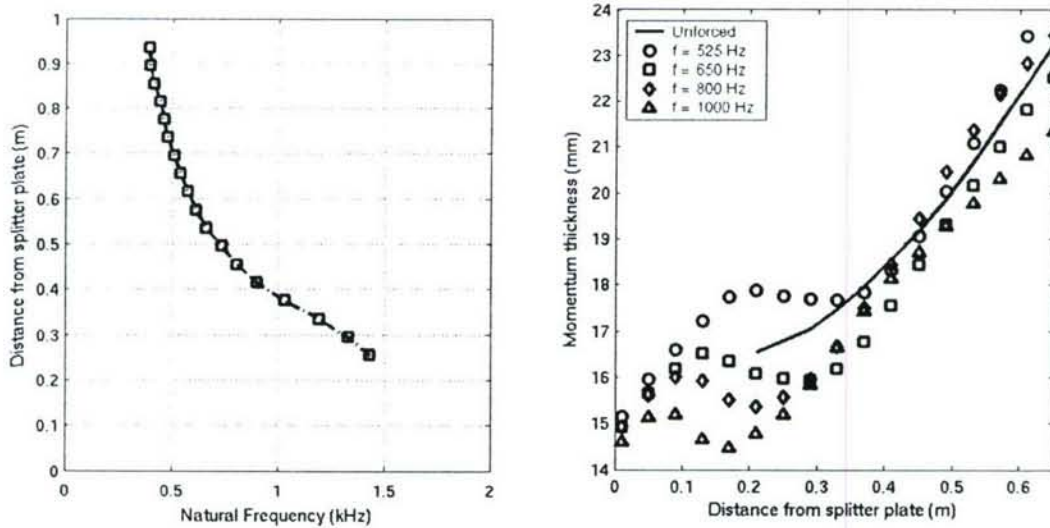 1
0.9
0.8
0.7
0.6
0.5
0.4
0.3
0.2
0.1
0
Distance from splitter plate (m)
0 0.5 1 1.5 2
Natural Frequency (kHz)
24
23
22
21
20
19
18
17
16
15
14
Momentum thickness (mm)
Unforced
f = 525 Hz
f = 650 Hz
f = 800 Hz
f = 1000 Hz
0 0.1 0.2 0.3 0.4 0.5 0.6
Distance from splitter plate (m)